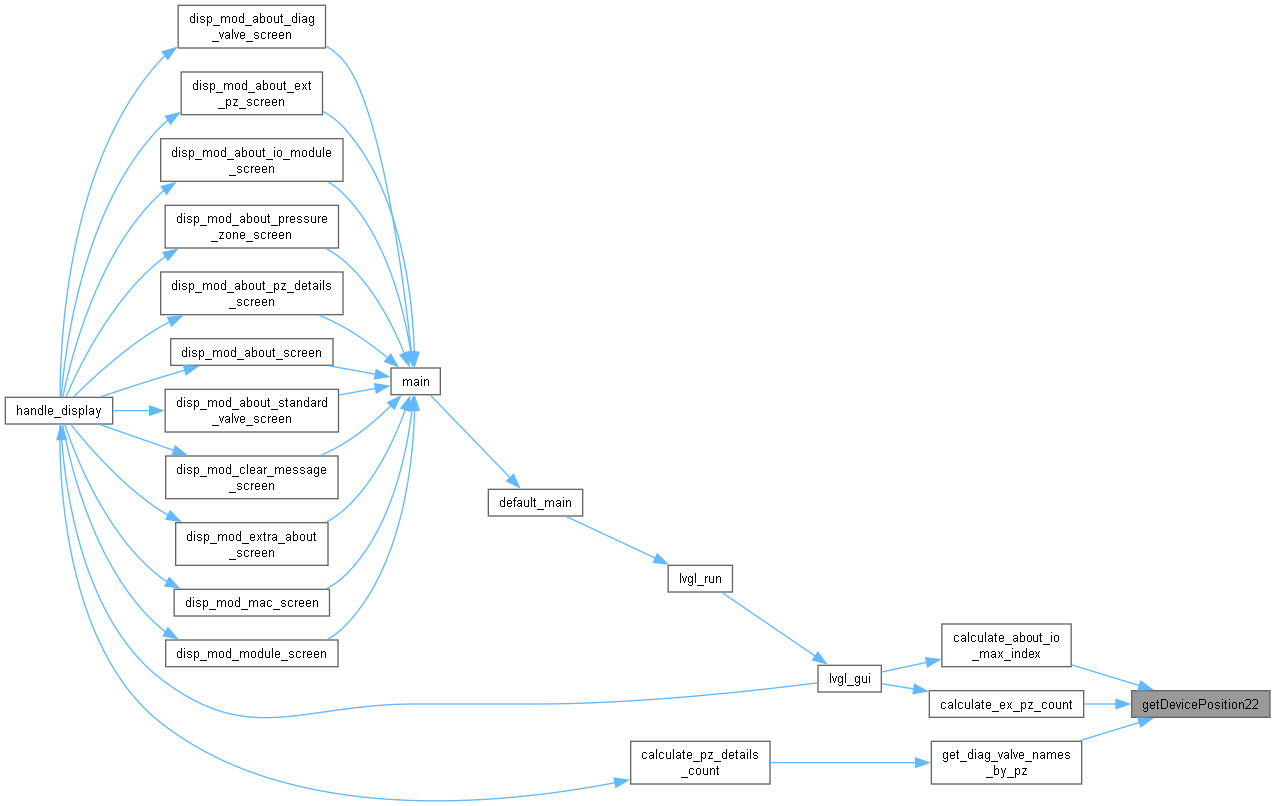 disp_mod_about_diag
_valve_screen
disp_mod_about_ext
_pz_screen
disp_mod_about_io_module
_screen
disp_mod_about_pressure
_zone_screen
disp_mod_about_pz_details
_screen
disp_mod_about_screen
main
handle_display
disp_mod_about_standard
_valve_screen
disp_mod_clear_message
_screen
default_main
disp_mod_extra_about
_screen
lvgl_run
disp_mod_mac_screen
disp_mod_module_screen
calculate_about_io
_max_index
lvgl_gui
calculate_ex_pz_count
getDevicePosition22
calculate_pz_details
_count
get_diag_valve_names
_by_pz